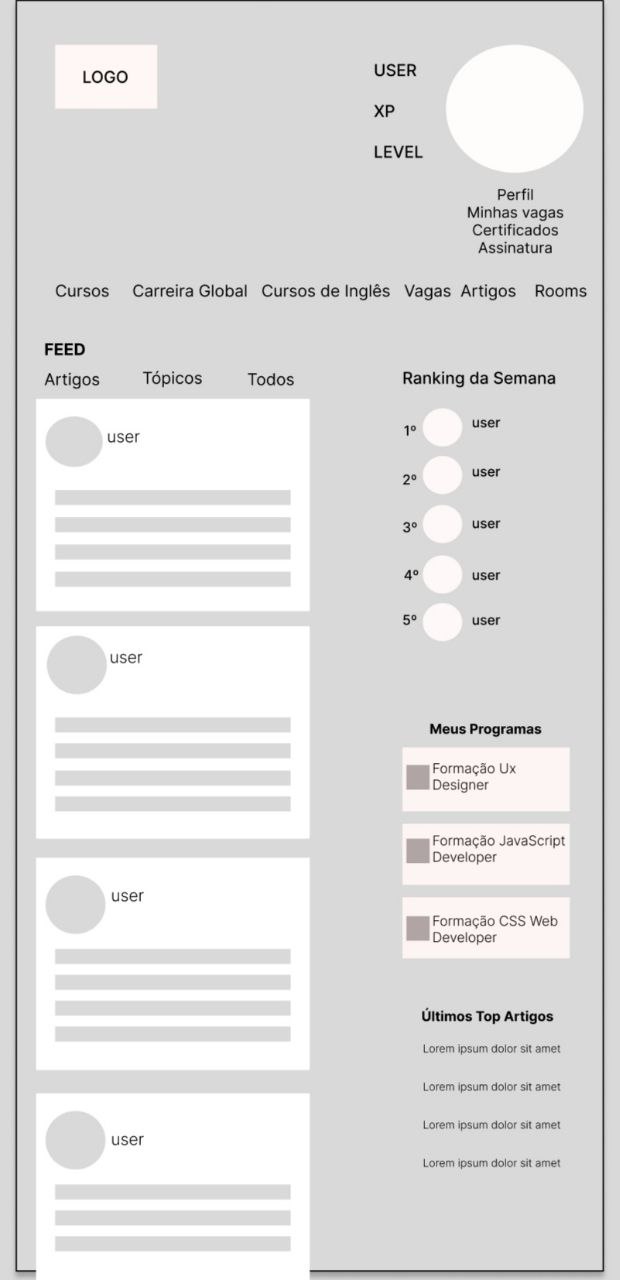 LOGO
USER
XP
LEVEL
Perfil
Minhas vagas
Certificados
Assinatura
Cursos Carreira Global Cursos de Inglês Vagas Artigos Rooms
FEED
Artigos Tópicos Todos
user
user
user
user
Ranking da Semana
1º user
2º user
3º user
4º user
5º user
Meus Programas
Formação Ux
Designer
Formação JavaScript
Developer
Formação CSS Web
Developer
Últimos Top Artigos
Lorem ipsum dolor sit amet
Lorem ipsum dolor sit amet
Lorem ipsum dolor sit amet
Lorem ipsum dolor sit amet